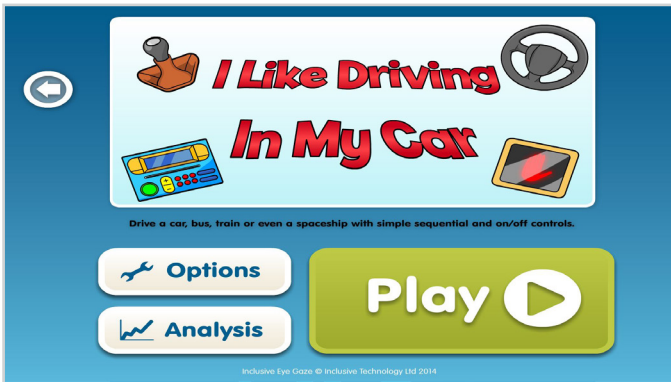 I Like Driving
In My Car
Drive a car, bus, train or even a spaceship with simple sequential and on/off controls.
Options
Play
Analysis
Inclusive Eye Gaze © Inclusive Technology Ltd 2014